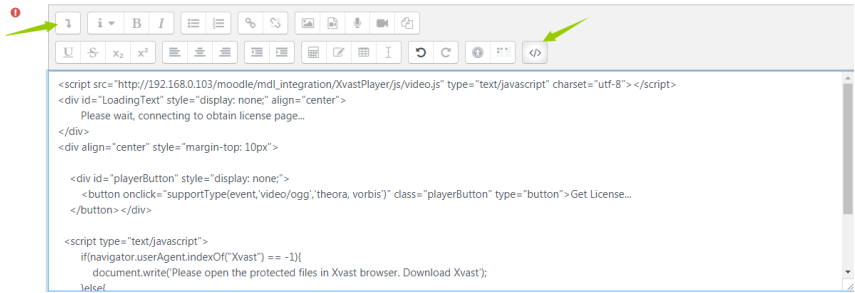 i B I
U S x₂ x²
</>
<script src="http://192.168.0.103/moodle/mdl_integration/XvastPlayer/js/video.js" type="text/javascript" charset="utf-8"></script>
<div id="LoadingText" style="display: none;" align="center">
Please wait, connecting to obtain license page...
</div>
<div align="center" style="margin-top: 10px">
<div id="playerButton" style="display: none;">
<button onclick="supportType(event,'video/ogg','theora, vorbis')" class="playerButton" type="button">Get License...
</button></div>
<script type="text/javascript">
if(navigator.userAgent.indexOf("Xvast") == -1){
document.write('Please open the protected files in Xvast browser. Download Xvast');
}else{